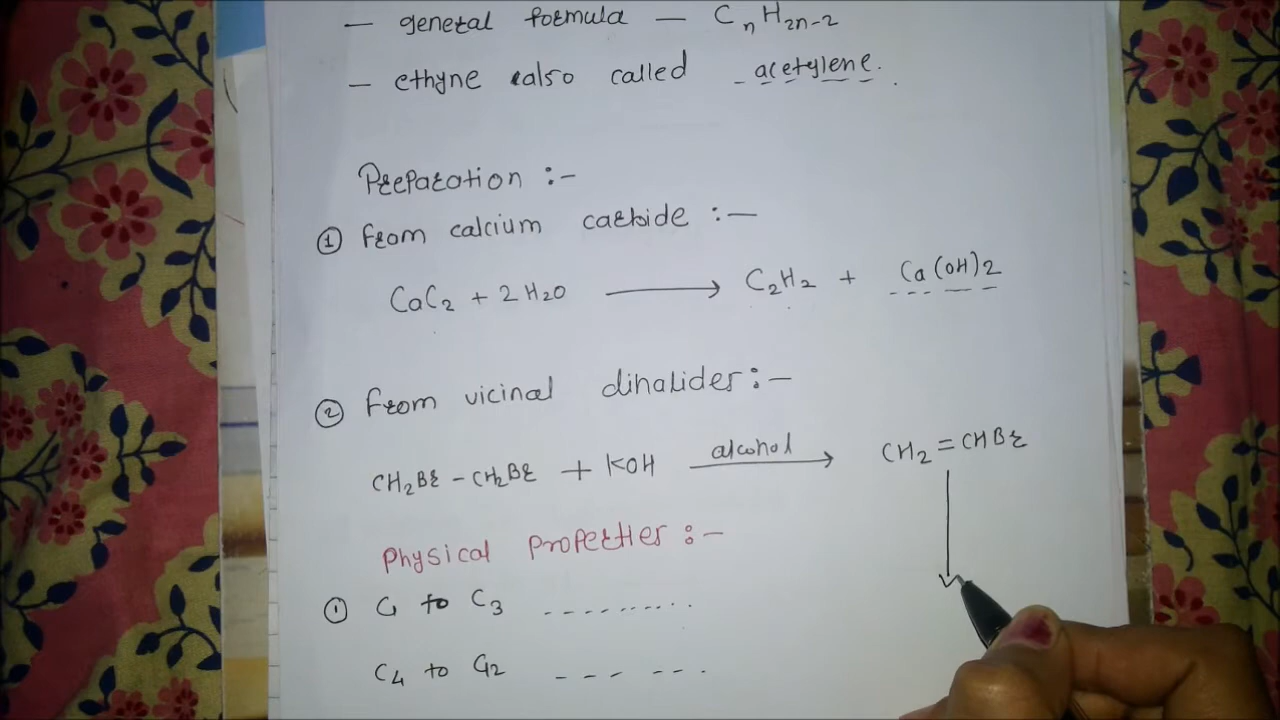 — general formula — CnH2n-2
— ethyne also called acetylene.
Preparation :-
① from calcium carbide :-
CaC2 + 2H2O ⟶ C2H2 + Ca(OH)2
② from vicinal dihalides :-
CH2Br - CH2Br + KOH alcohol ⟶ CH2 = CHBr
Physical Properties :-
① C1 to C3 ---------
C4 to C12 --- ---